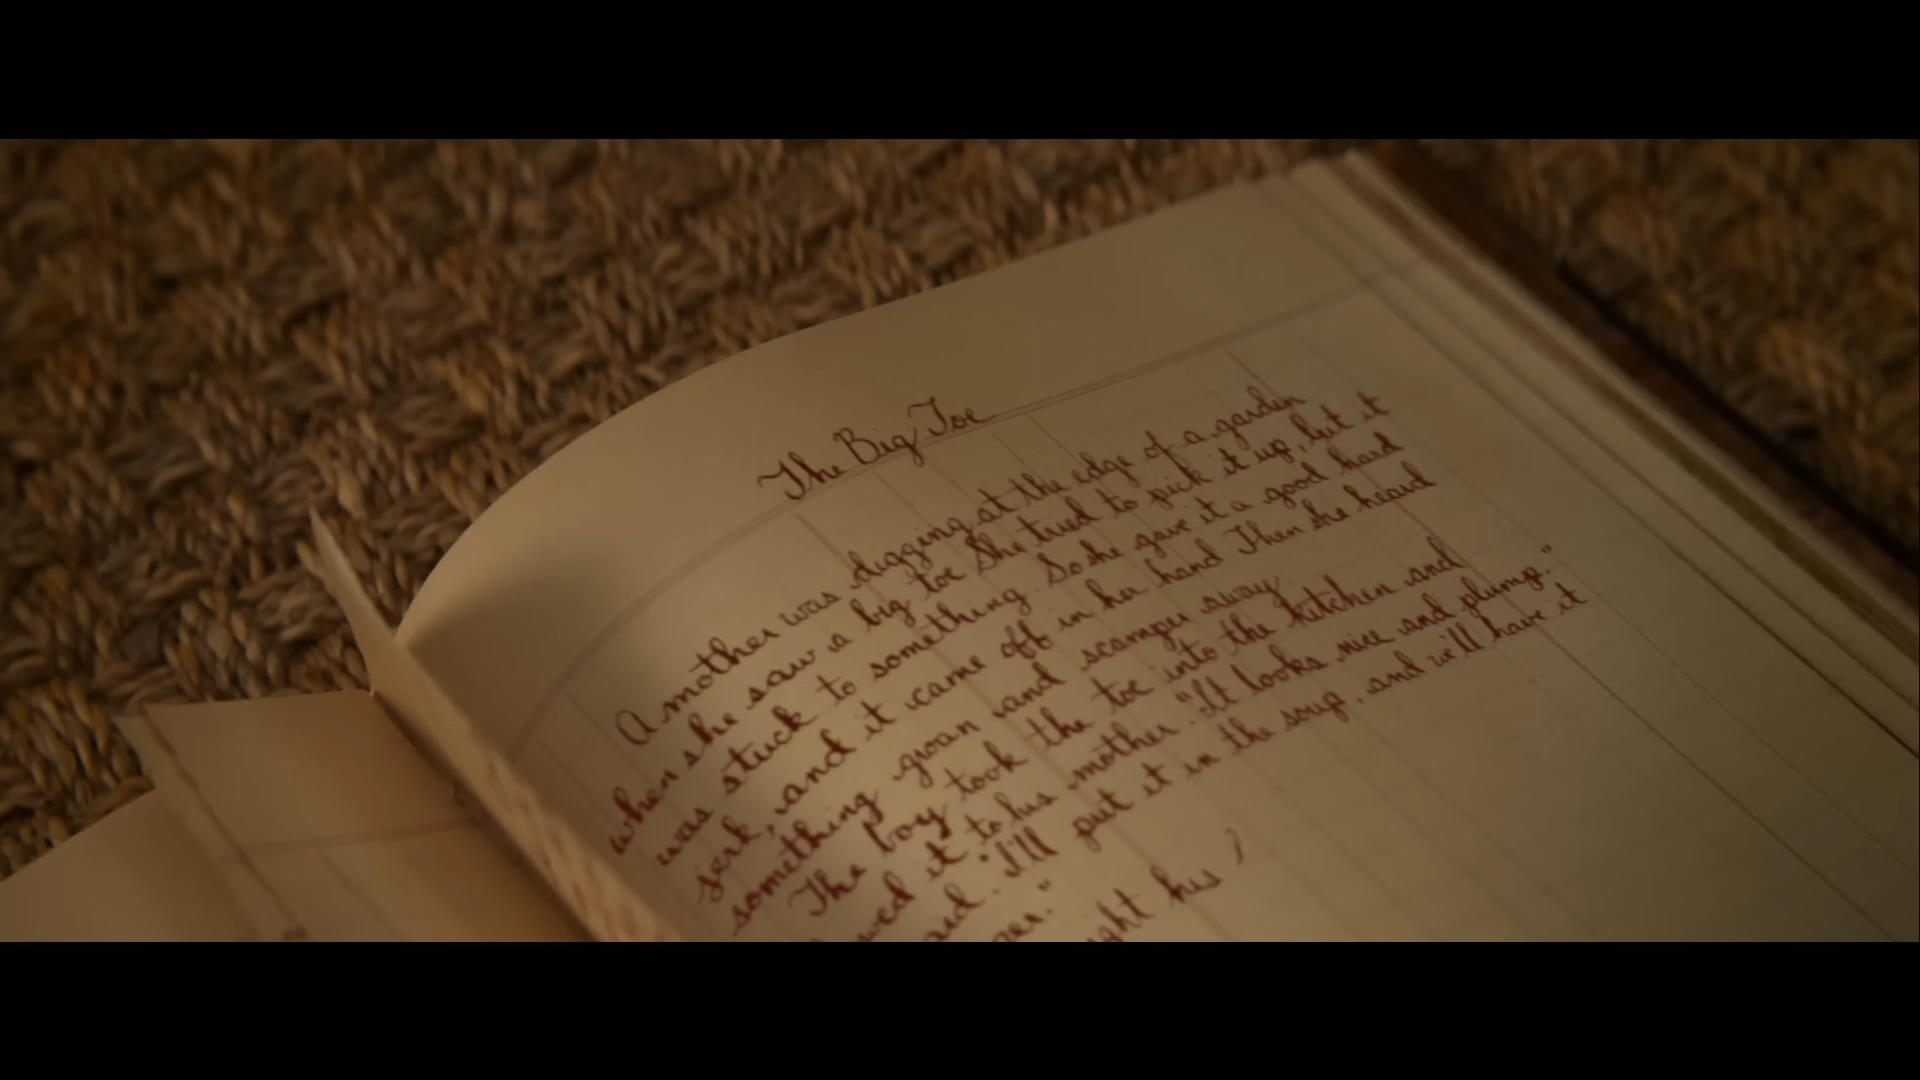 The Big Toe
A mother was digging at the edge of a garden
when she saw a big toe She tried to pick it up, but it
was stuck to something. So she gave it a good hard
jerk, and it came off in her hand Then she heard
something groan and scamper away
The boy took the toe into the kitchen and
it to his mother. "It looks nice and plump."
"I'll put it in the soup, and we'll have it
his